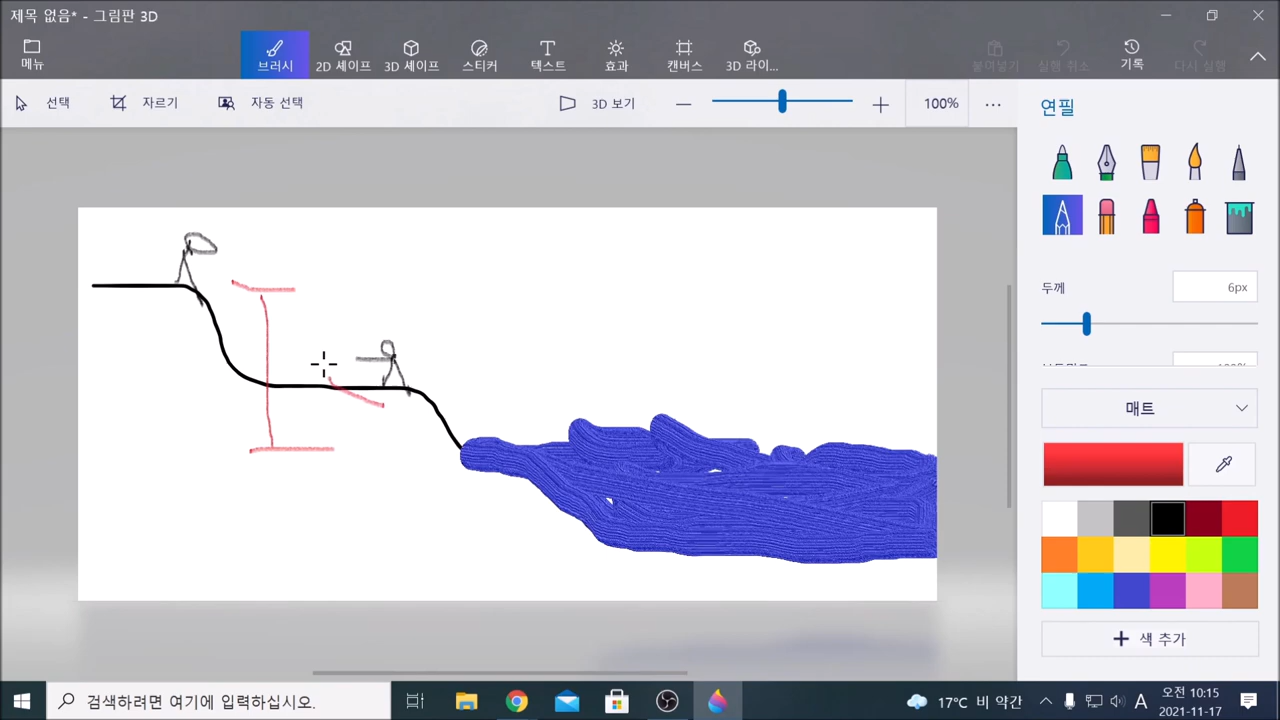 제목 없음* - 그림판 3D
메뉴
브러시
2D 셰이프
3D 셰이프
스티커
텍스트
효과
캔버스
3D 라이...
붙여넣기
실행 취소
기록
다시 실행
선택
자르기
자동 선택
3D 보기
100%
연필
두께
6px
매트
색 추가
검색하려면 여기에 입력하십시오.
17°C 비 약간
A
오전 10:15
2021-11-17